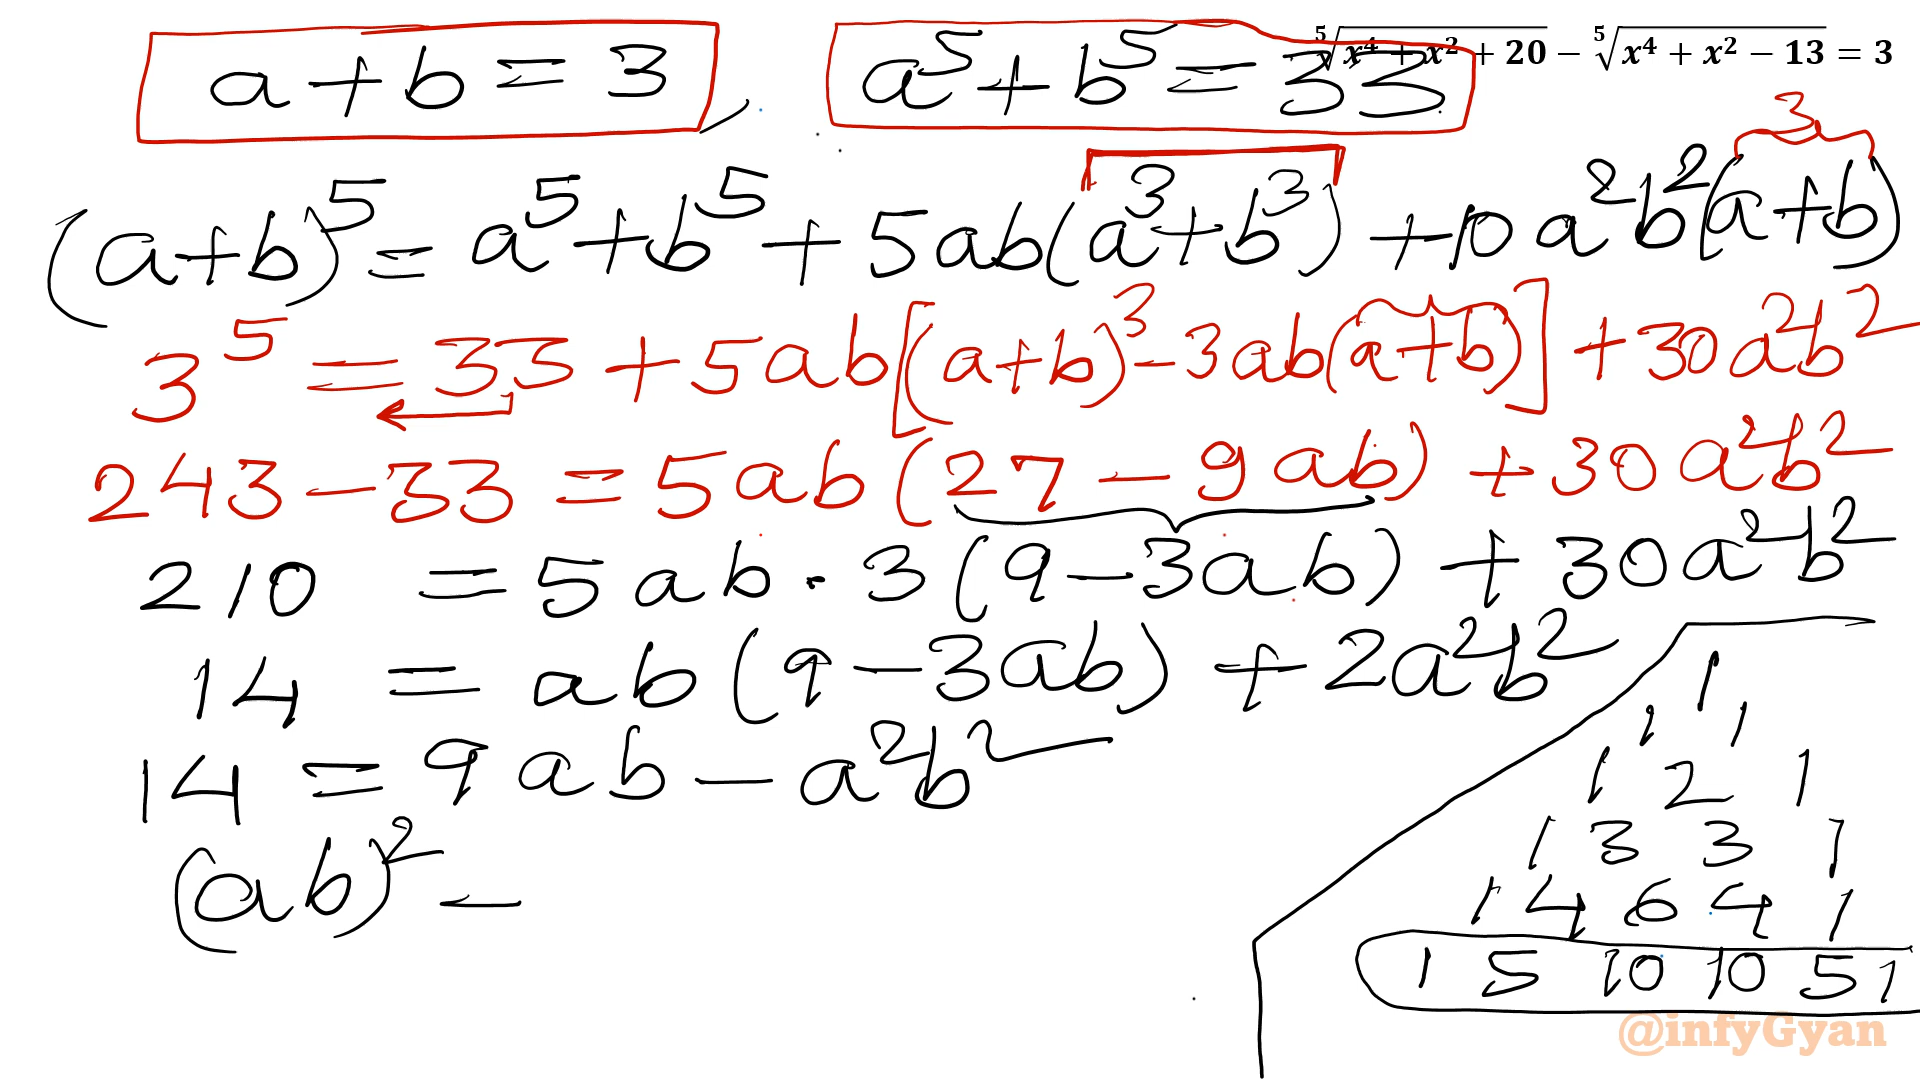 a + b = 3 , a⁵ + b⁵ = 33
⁵√(x⁴ + x² + 20) − ⁵√(x⁴ + x² − 13) = 3
3
(a+b)⁵ = a⁵ + b⁵ + 5ab(a³ + b³) + 10a²b²(a+b)
3⁵ = 33 + 5ab[(a+b)³ − 3ab(a+b)] + 30a²b²
243 − 33 = 5ab(27 − 9ab) + 30a²b²
210 = 5ab · 3(9 − 3ab) + 30a²b²
14 = ab(9 − 3ab) + 2a²b²
14 = 9ab − a²b²
(ab)² −
1
1 1
1 2 1
1 3 3 1
1 4 6 4 1
1 5 10 10 5 1
@infyGyan